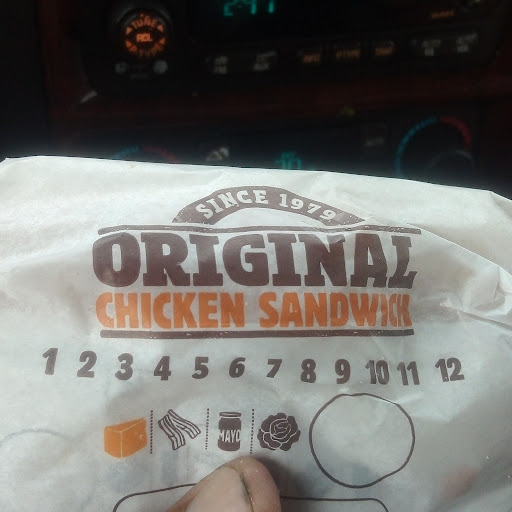 SINCE 1979
ORIGINAL
CHICKEN SANDWICH
1 2 3 4 5 6 7 8 9 10 11 12
MAYO